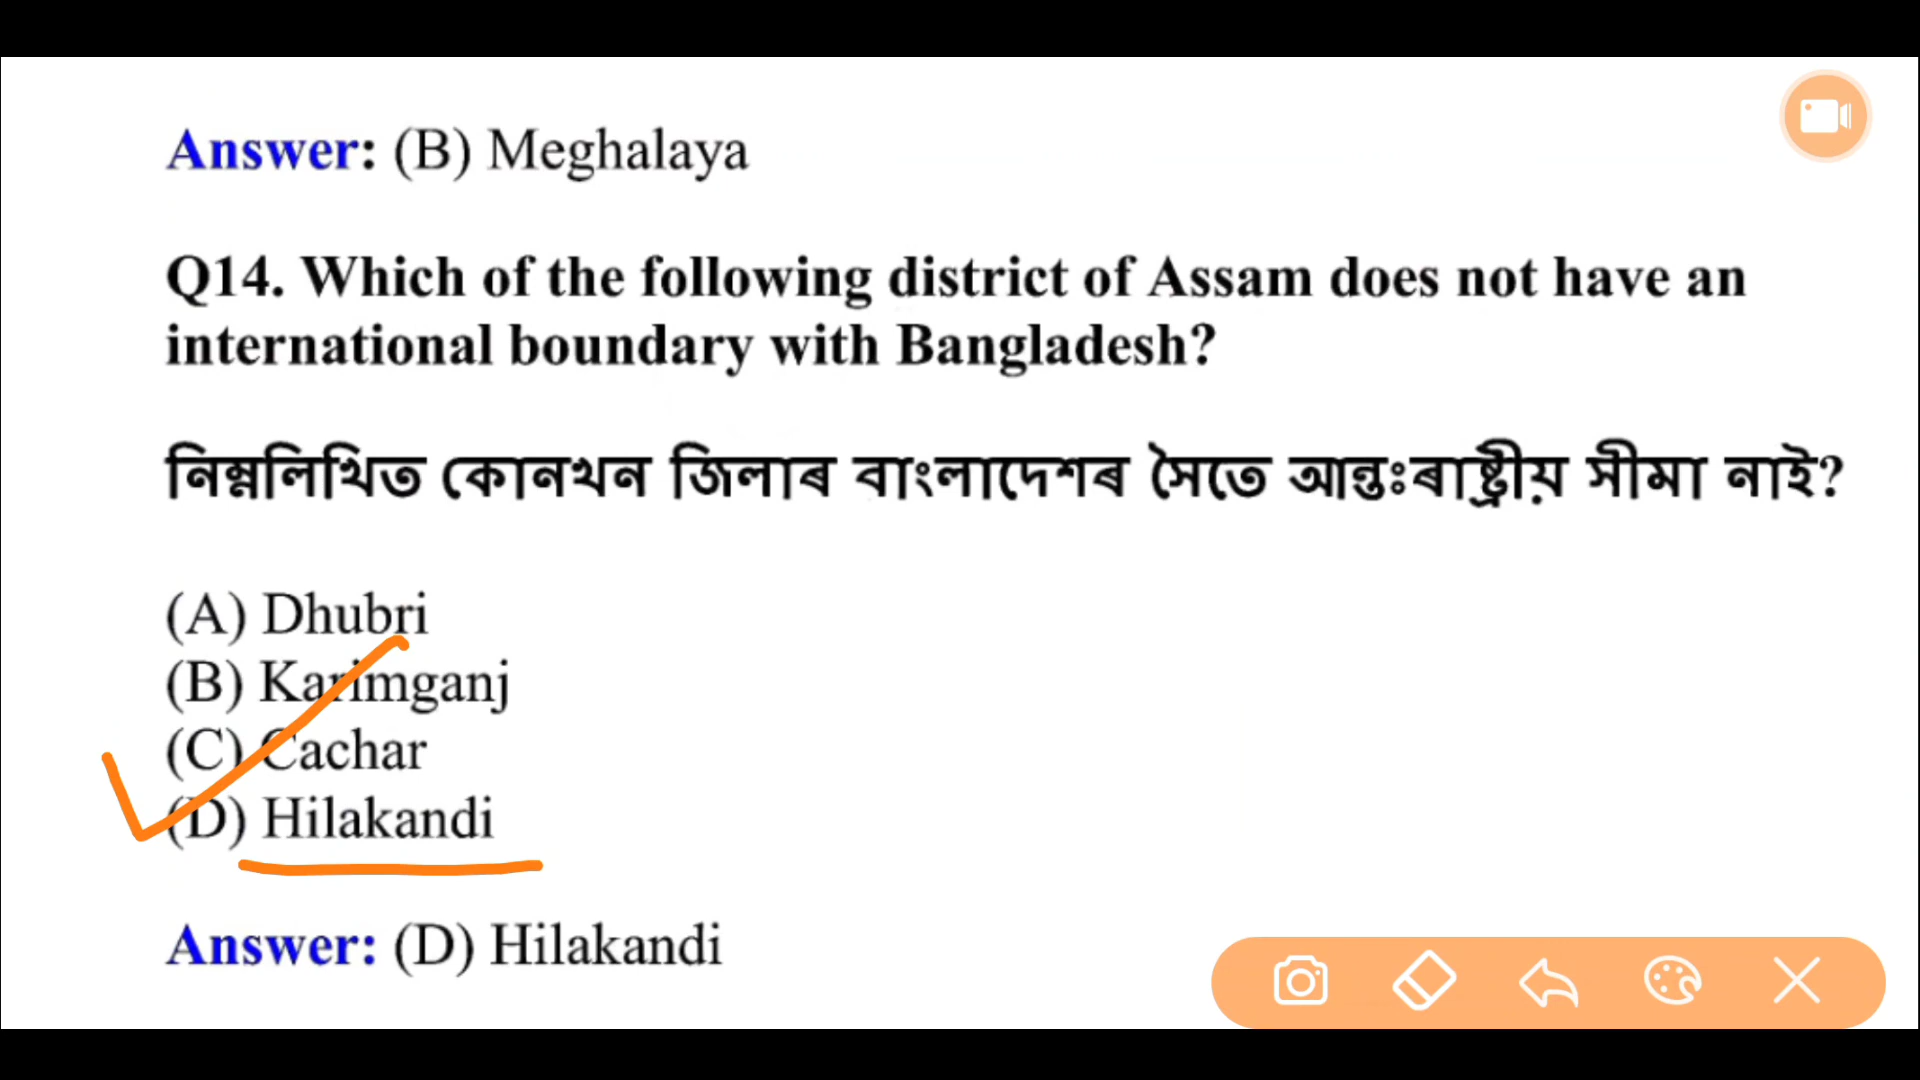 Answer: (B) Meghalaya
Q14. Which of the following district of Assam does not have an
international boundary with Bangladesh?
নিম্নলিখিত কোনখন জিলাৰ বাংলাদেশৰ সৈতে আন্তঃৰাষ্ট্ৰীয় সীমা নাই?
(A) Dhubri
(B) Karimganj
(C) Cachar
(D) Hilakandi
Answer: (D) Hilakandi